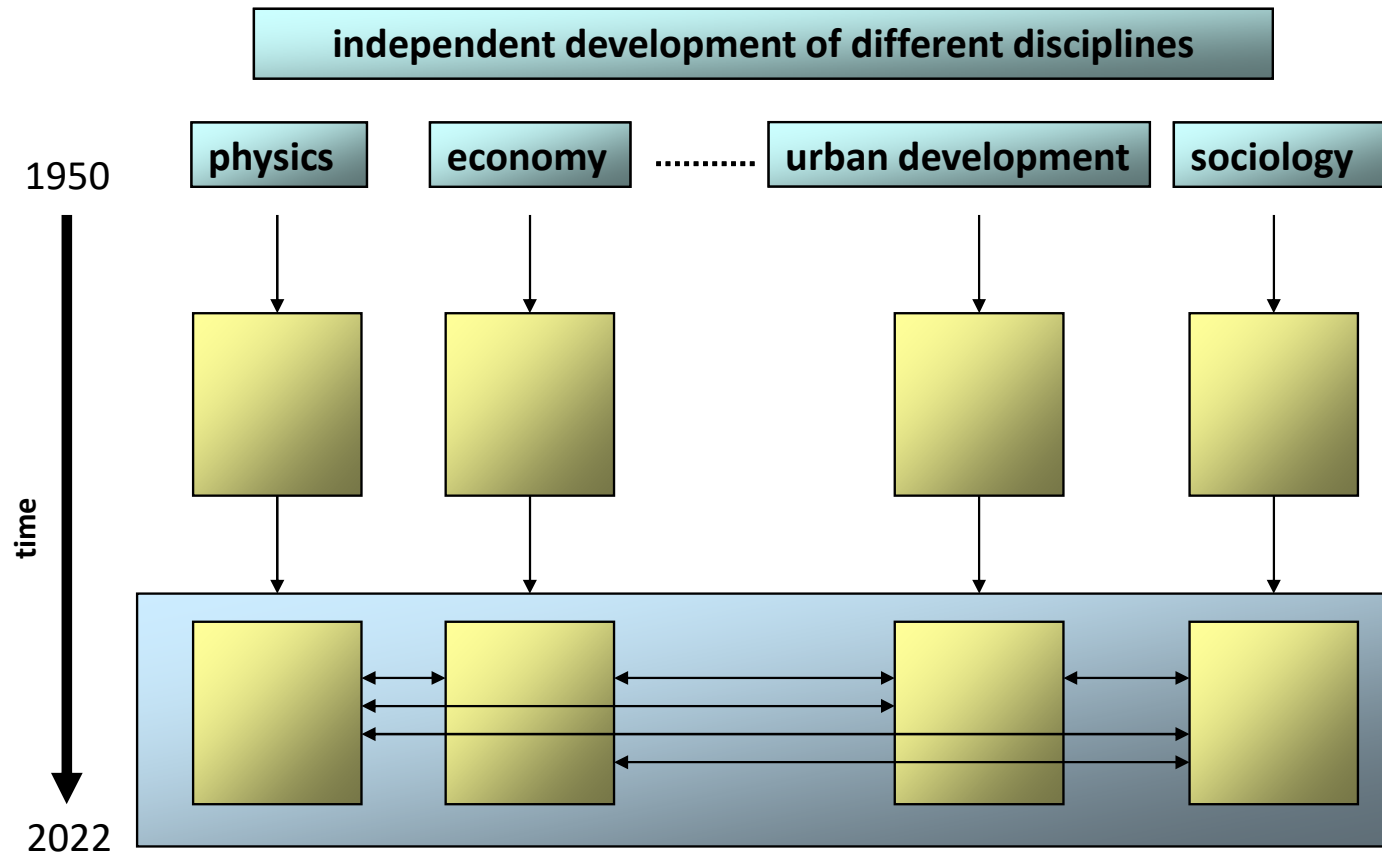 independent development of different disciplines
physics
economy
...........
urban development
sociology
1950
time
2022